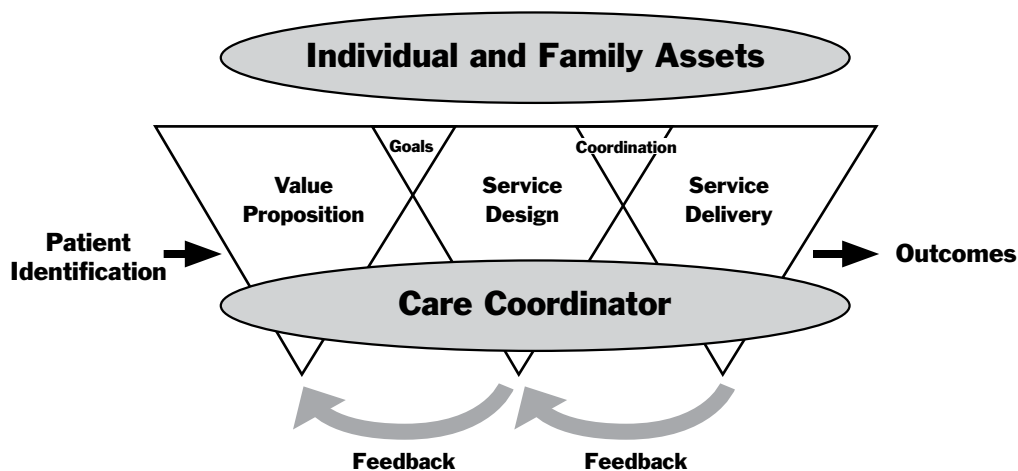 Individual and Family Assets
Goals
Coordination
Value
Proposition
Service
Design
Service
Delivery
Patient
Identification
Outcomes
Care Coordinator
Feedback
Feedback